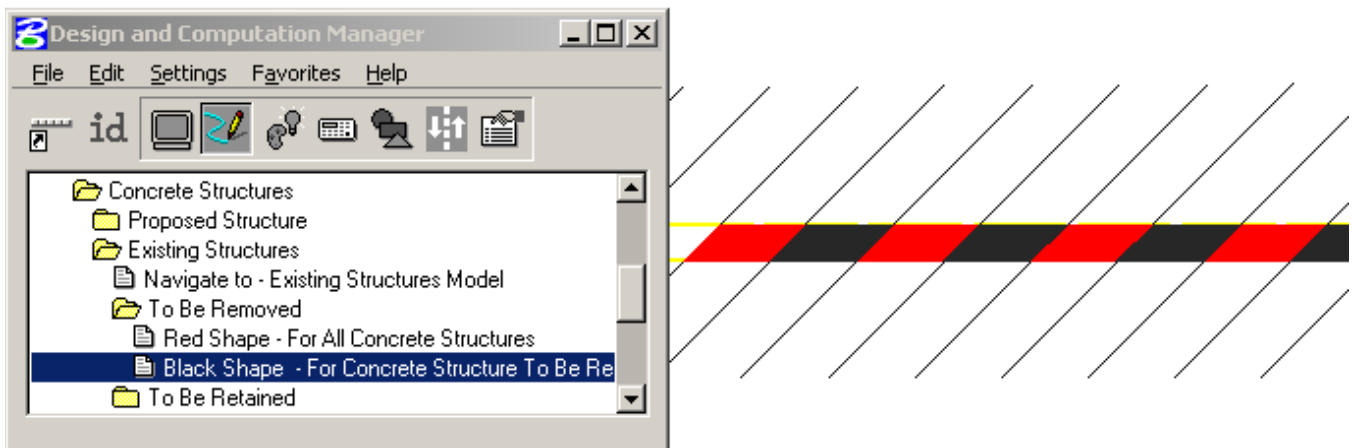 Design and Computation Manager
File Edit Settings Favorites Help
id
Concrete Structures
Proposed Structure
Existing Structures
Navigate to - Existing Structures Model
To Be Removed
Red Shape - For All Concrete Structures
Black Shape - For Concrete Structure To Be Re
To Be Retained